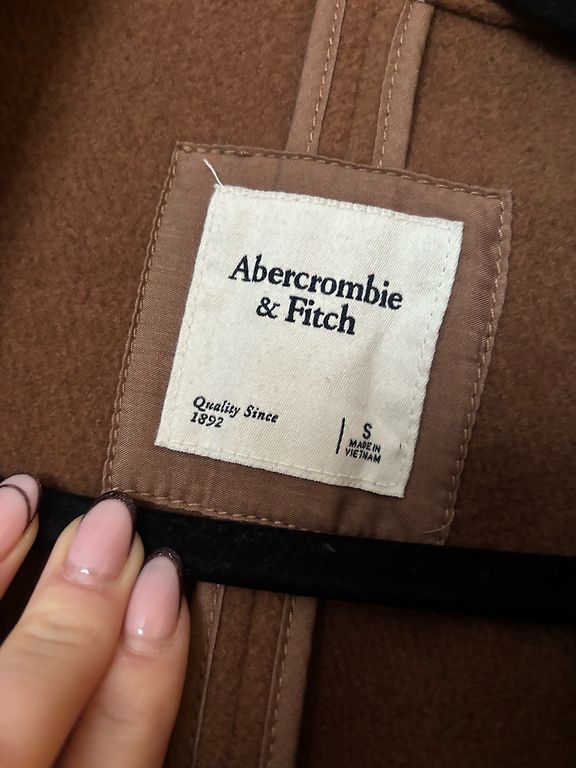 Abercrombie
& Fitch
Quality Since
1892
S
MADE IN
VIETNAM